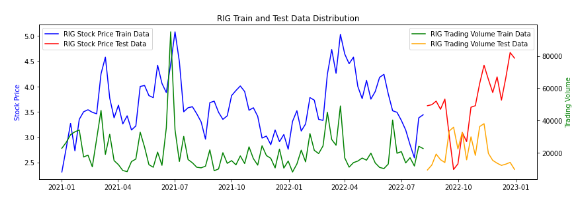 RIG Train and Test Data Distribution
RIG Stock Price Train Data
RIG Stock Price Test Data
RIG Trading Volume Train Data
RIG Trading Volume Test Data
Stock Price
5.0
4.5
4.0
3.5
3.0
2.5
Trading Volume
80000
60000
40000
20000
2021-01
2021-04
2021-07
2021-10
2022-01
2022-04
2022-07
2022-10
2023-01